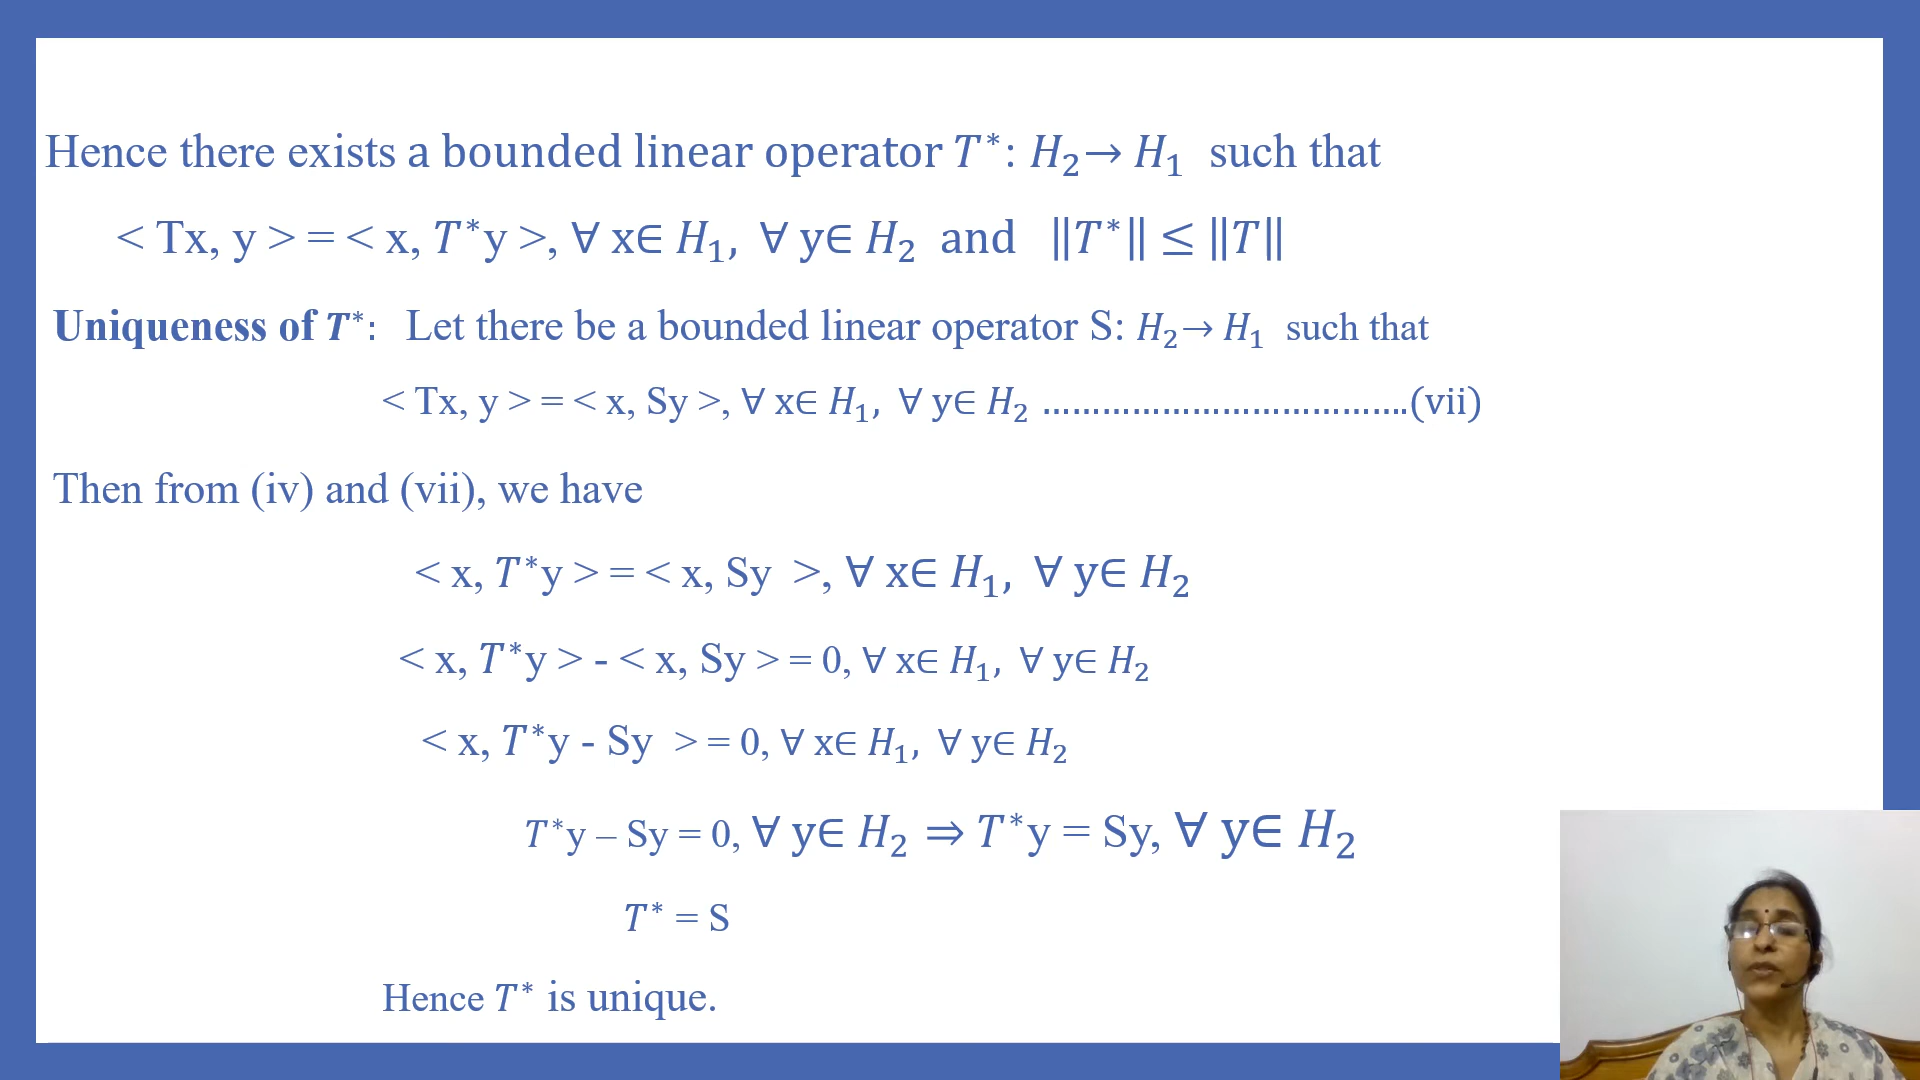 Hence there exists a bounded linear operator T*: H₂→ H₁ such that
< Tx, y > = < x, T*y >, ∀ x∈ H₁, ∀ y∈ H₂ and ‖T*‖ ≤ ‖T‖
Uniqueness of T*: Let there be a bounded linear operator S: H₂→ H₁ such that
< Tx, y > = < x, Sy >, ∀ x∈ H₁, ∀ y∈ H₂ ......................................(vii)
Then from (iv) and (vii), we have
< x, T*y > = < x, Sy >, ∀ x∈ H₁, ∀ y∈ H₂
< x, T*y > - < x, Sy > = 0, ∀ x∈ H₁, ∀ y∈ H₂
< x, T*y - Sy > = 0, ∀ x∈ H₁, ∀ y∈ H₂
T*y – Sy = 0, ∀ y∈ H₂ ⇒ T*y = Sy, ∀ y∈ H₂
T* = S
Hence T* is unique.